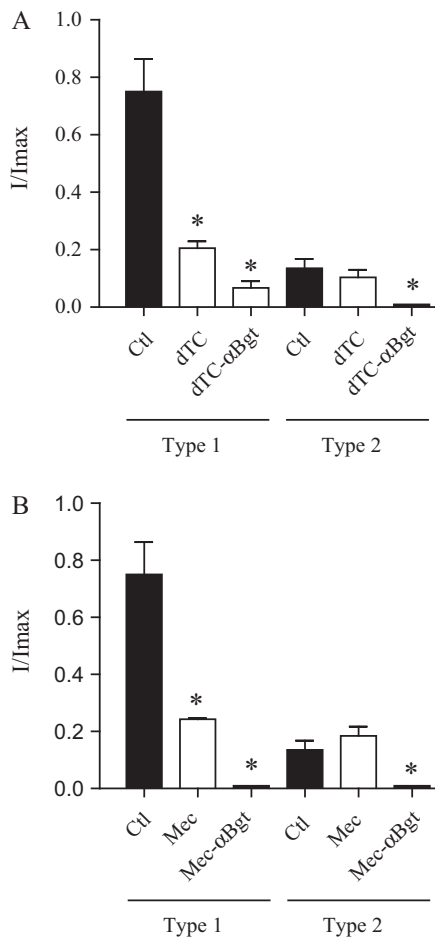 A
I/Imax
1.0
0.8
0.6
0.4
0.2
0.0
*
*
*
Ctl
dTC
dTC-αBgt
Ctl
dTC
dTC-αBgt
Type 1
Type 2
B
I/Imax
1.0
0.8
0.6
0.4
0.2
0.0
*
*
*
Ctl
Mec
Mec-αBgt
Ctl
Mec
Mec-αBgt
Type 1
Type 2